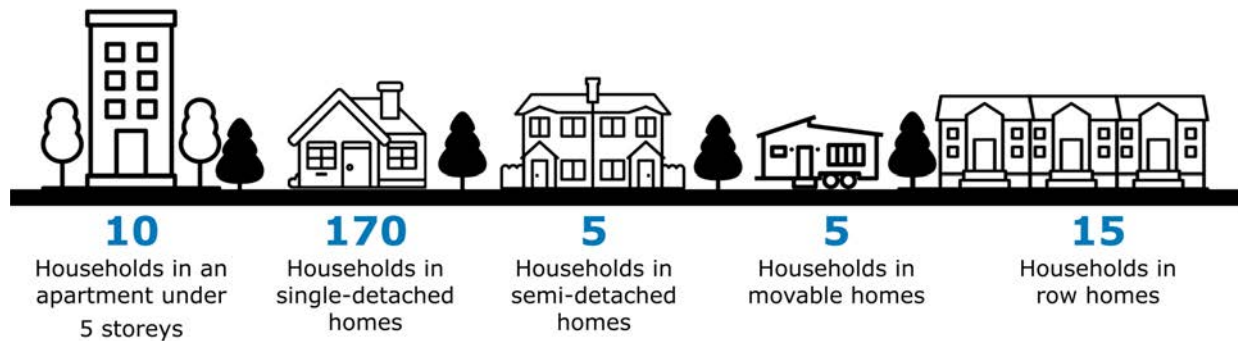 10
Households in an
apartment under
5 storeys
170
Households in
single-detached
homes
5
Households in
semi-detached
homes
5
Households in
movable homes
15
Households in
row homes